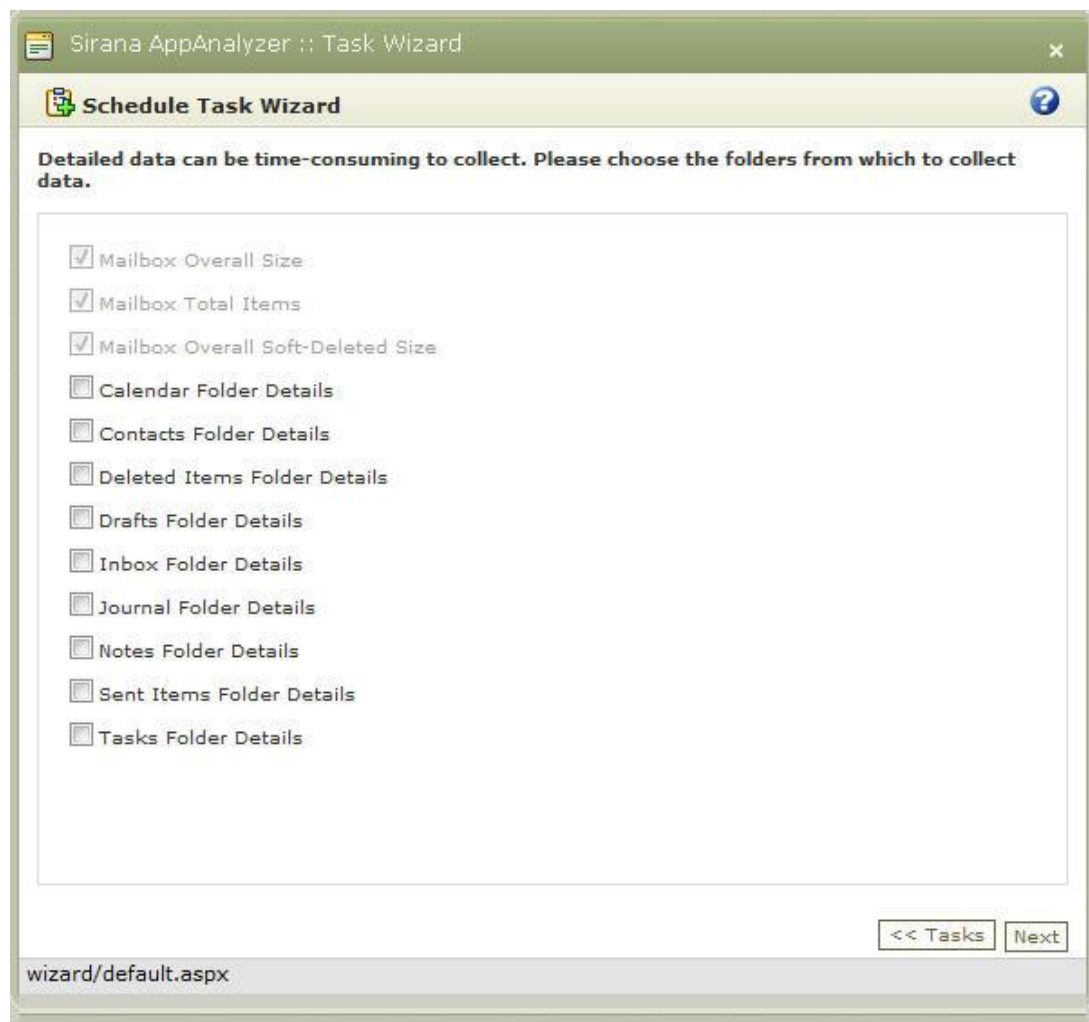 Sirana AppAnalyzer :: Task Wizard
Schedule Task Wizard
Detailed data can be time-consuming to collect. Please choose the folders from which to collect
data.
Mailbox Overall Size
Mailbox Total Items
Mailbox Overall Soft-Deleted Size
Calendar Folder Details
Contacts Folder Details
Deleted Items Folder Details
Drafts Folder Details
Inbox Folder Details
Journal Folder Details
Notes Folder Details
Sent Items Folder Details
Tasks Folder Details
<< Tasks Next
wizard/default.aspx